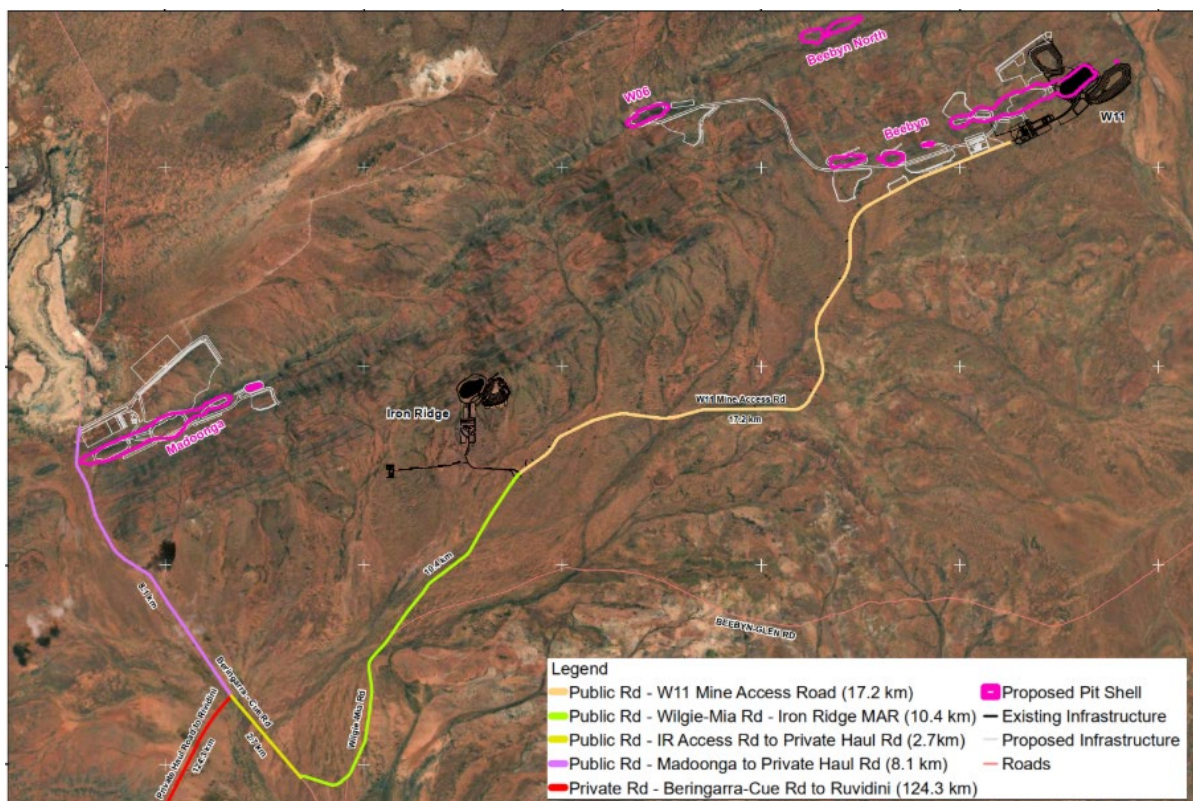 Beebyn North
W06
Beebyn
W11
Iron Ridge
Madoonga
W11 Mine Access Rd
17.2 km
10.4 km
8.1 km
BEEBYN-GLEN RD
Beringarra - Cue Rd
2.7 km
Wilgie-Mia Rd
Private Haul Road to Ruvidini
124.3 km
Legend
Public Rd - W11 Mine Access Road (17.2 km)
Public Rd - Wilgie-Mia Rd - Iron Ridge MAR (10.4 km)
Public Rd - IR Access Rd to Private Haul Rd (2.7km)
Public Rd - Madoonga to Private Haul Rd (8.1 km)
Private Rd - Beringarra-Cue Rd to Ruvidini (124.3 km)
Proposed Pit Shell
Existing Infrastructure
Proposed Infrastructure
Roads